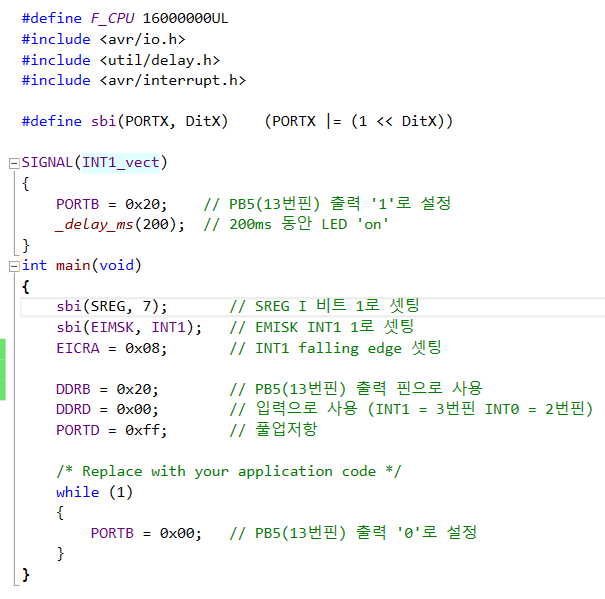 #define F_CPU 16000000UL
#include <avr/io.h>
#include <util/delay.h>
#include <avr/interrupt.h>
#define sbi(PORTX, DitX)    (PORTX |= (1 << DitX))
SIGNAL(INT1_vect)
{
    PORTB = 0x20;    // PB5(13번핀) 출력 '1'로 설정
    _delay_ms(200);  // 200ms 동안 LED 'on'
}
int main(void)
{
    sbi(SREG, 7);       // SREG I 비트 1로 셋팅
    sbi(EIMSK, INT1);   // EMISK INT1 1로 셋팅
    EICRA = 0x08;       // INT1 falling edge 셋팅
    DDRB = 0x20;        // PB5(13번핀) 출력 핀으로 사용
    DDRD = 0x00;        // 입력으로 사용 (INT1 = 3번핀 INT0 = 2번핀)
    PORTD = 0xff;       // 풀업저항
    /* Replace with your application code */
    while (1)
    {
        PORTB = 0x00;   // PB5(13번핀) 출력 '0'로 설정
    }
}